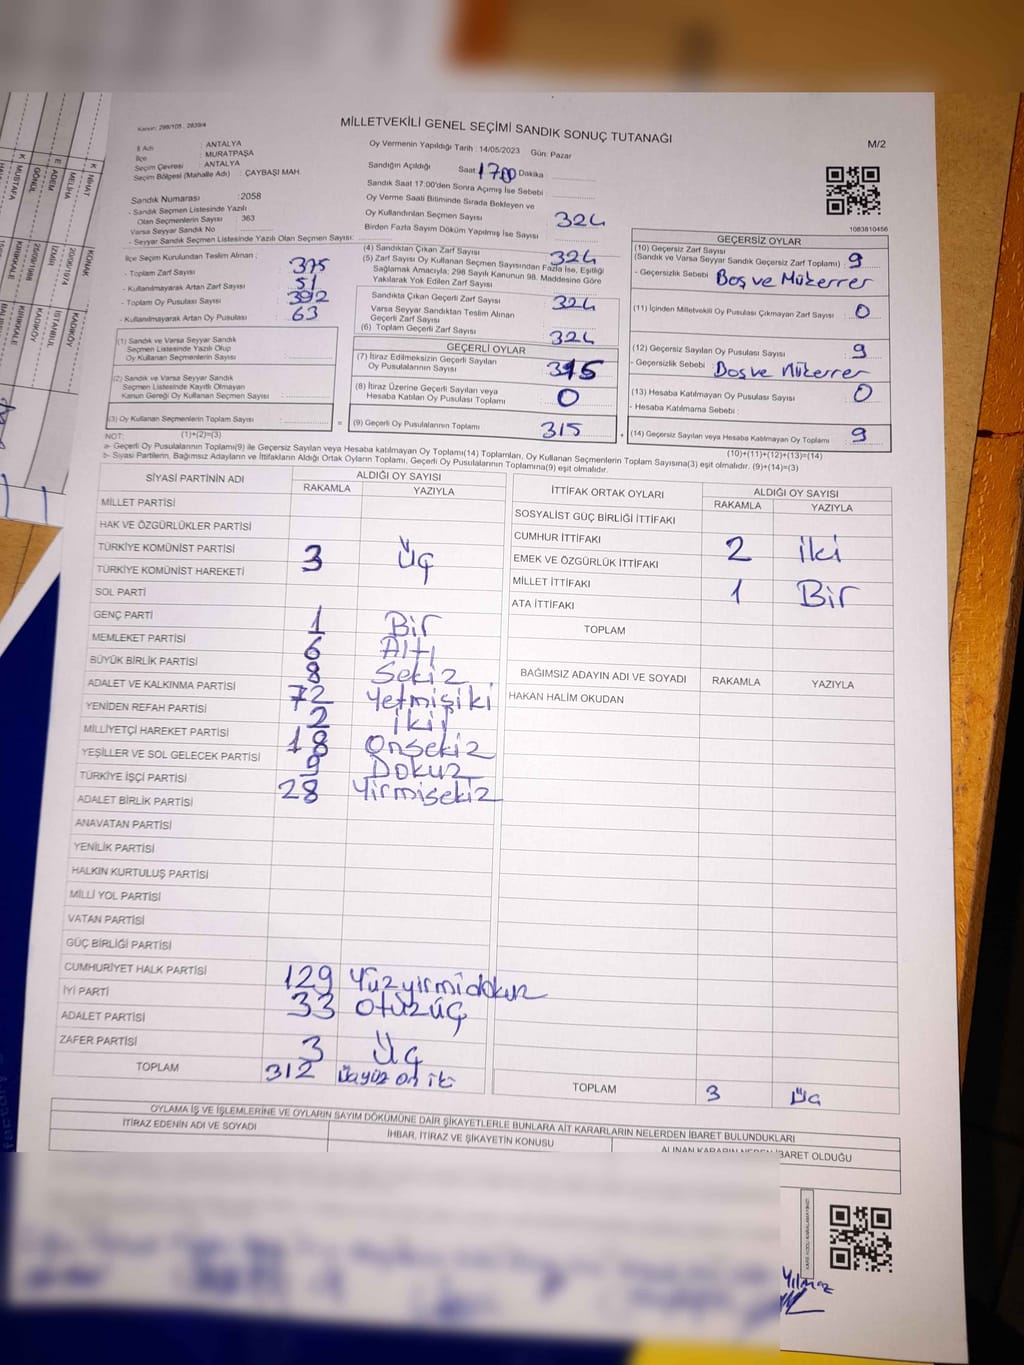 Kanun: 298/105 , 2839/4
MİLLETVEKİLİ GENEL SEÇİMİ SANDIK SONUÇ TUTANAĞI
M/2
İl Adı : ANTALYA
İlçe : MURATPAŞA
Seçim Çevresi : ANTALYA
Seçim Bölgesi (Mahalle Adı) : ÇAYBAŞI MAH.
Oy Vermenin Yapıldığı Tarih : 14/05/2023 Gün: Pazar
Sandığın Açıldığı Saat 17 00 Dakika :
Sandık Saat 17:00'den Sonra Açımış İse Sebebi :
Oy Verme Saati Bitiminde Sırada Bekleyen ve
Oy Kullandırılan Seçmen Sayısı 324
Birden Fazla Sayım Döküm Yapılmış İse Sayısı
1083810456
Sandık Numarası : 2058
- Sandık Seçmen Listesinde Yazılı
Olan Seçmenlerin Sayısı : 363
Varsa Seyyar Sandık No
- Seyyar Sandık Seçmen Listesinde Yazılı Olan Seçmen Sayısı:
İlçe Seçim Kurulundan Teslim Alınan :
- Toplam Zarf Sayısı 375
- Kullanılmayarak Artan Zarf Sayısı 51
- Toplam Oy Pusulası Sayısı 392
- Kullanılmayarak Artan Oy Pusulası : 63
(1) Sandık ve Varsa Seyyar Sandık
Seçmen Listesinde Yazılı Olup
Oy Kullanan Seçmenlerin Sayısı :
(2) Sandık ve Varsa Seyyar Sandık
Seçmen Listesinde Kayıtlı Olmayan
Kanun Gereği Oy Kullanan Seçmen Sayısı :
(3) Oy Kullanan Seçmenlerin Toplam Sayısı =
(1)+(2)=(3)
(4) Sandıktan Çıkan Zarf Sayısı 324
(5) Zarf Sayısı Oy Kullanan Seçmen Sayısından Fazla İse, Eşitliği
Sağlamak Amacıyla; 298 Sayılı Kanunun 98. Maddesine Göre
Yakılarak Yok Edilen Zarf Sayısı
Sandıkta Çıkan Geçerli Zarf Sayısı : 324
Varsa Seyyar Sandıktan Teslim Alınan
Geçerli Zarf Sayısı
(6) Toplam Geçerli Zarf Sayısı : 324
GEÇERLİ OYLAR
(7) İtiraz Edilmeksizin Geçerli Sayılan
Oy Pusulalarının Sayısı : 315
(8) İtiraz Üzerine Geçerli Sayılan veya
Hesaba Katılan Oy Pusulası Toplamı 0
(9) Geçerli Oy Pusulalarının Toplamı 315
GEÇERSİZ OYLAR
(10) Geçersiz Zarf Sayısı
(Sandık ve Varsa Seyyar Sandık Geçersiz Zarf Toplamı) : 9
- Geçersizlik Sebebi : Boş ve Mükerrer
(11) İçinden Milletvekili Oy Pusulası Çıkmayan Zarf Sayısı : 0
(12) Geçersiz Sayılan Oy Pusulası Sayısı : 9
- Geçersizlik Sebebi : Boş ve Mükerrer
(13) Hesaba Katılmayan Oy Pusulası Sayısı : 0
- Hesaba Katılmama Sebebi :
(14) Geçersiz Sayılan veya Hesaba Katılmayan Oy Toplamı : 9
(10)+(11)+(12)+(13)=(14)
NOT:
a- Geçerli Oy Pusulalarının Toplamı(9) ile Geçersiz Sayılan veya Hesaba Katılmayan Oy Toplamı(14) Toplamları, Oy Kullanan Seçmenlerin Toplam Sayısına(3) eşit olmalıdır. (9)+(14)=(3)
b- Siyasi Partilerin, Bağımsız Adayların ve İttifakların Aldığı Ortak Oyların Toplamı, Geçerli Oy Pusulalarının Toplamına(9) eşit olmalıdır.
SİYASİ PARTİNİN ADI ALDIĞI OY SAYISI
RAKAMLA YAZIYLA
MİLLET PARTİSİ
HAK VE ÖZGÜRLÜKLER PARTİSİ
TÜRKİYE KOMÜNİST PARTİSİ 3 Üç
TÜRKİYE KOMÜNİST HAREKETİ
SOL PARTİ
GENÇ PARTİ 1 Bir
MEMLEKET PARTİSİ 6 Altı
BÜYÜK BİRLİK PARTİSİ 8 Sekiz
ADALET VE KALKINMA PARTİSİ 72 Yetmişiki
YENİDEN REFAH PARTİSİ 2 iki
MİLLİYETÇİ HAREKET PARTİSİ 18 Onsekiz
YEŞİLLER VE SOL GELECEK PARTİSİ 9 Dokuz
TÜRKİYE İŞÇİ PARTİSİ 28 Yirmisekiz
ADALET BİRLİK PARTİSİ
ANAVATAN PARTİSİ
YENİLİK PARTİSİ
HALKIN KURTULUŞ PARTİSİ
MİLLİ YOL PARTİSİ
VATAN PARTİSİ
GÜÇ BİRLİĞİ PARTİSİ
CUMHURİYET HALK PARTİSİ 129 Yüzyirmidokuz
İYİ PARTİ 33 Otuzüç
ADALET PARTİSİ
ZAFER PARTİSİ 3 Üç
TOPLAM 312 üçyüz on iki
İTTİFAK ORTAK OYLARI ALDIĞI OY SAYISI
RAKAMLA YAZIYLA
SOSYALİST GÜÇ BİRLİĞİ İTTİFAKI
CUMHUR İTTİFAKI 2 iki
EMEK VE ÖZGÜRLÜK İTTİFAKI
MİLLET İTTİFAKI 1 Bir
ATA İTTİFAKI
TOPLAM
BAĞIMSIZ ADAYIN ADI VE SOYADI RAKAMLA YAZIYLA
HAKAN HALİM OKUDAN
TOPLAM 3 üç
OYLAMA İŞ VE İŞLEMLERİNE VE OYLARIN SAYIM DÖKÜMÜNE DAİR ŞİKAYETLERLE BUNLARA AİT KARARLARIN NELERDEN İBARET BULUNDUKLARI
İTİRAZ EDENİN ADI VE SOYADI
İHBAR, İTİRAZ VE ŞİKAYETİN KONUSU
ALINAN KARARIN NEDEN İBARET OLDUĞU
Yılmaz